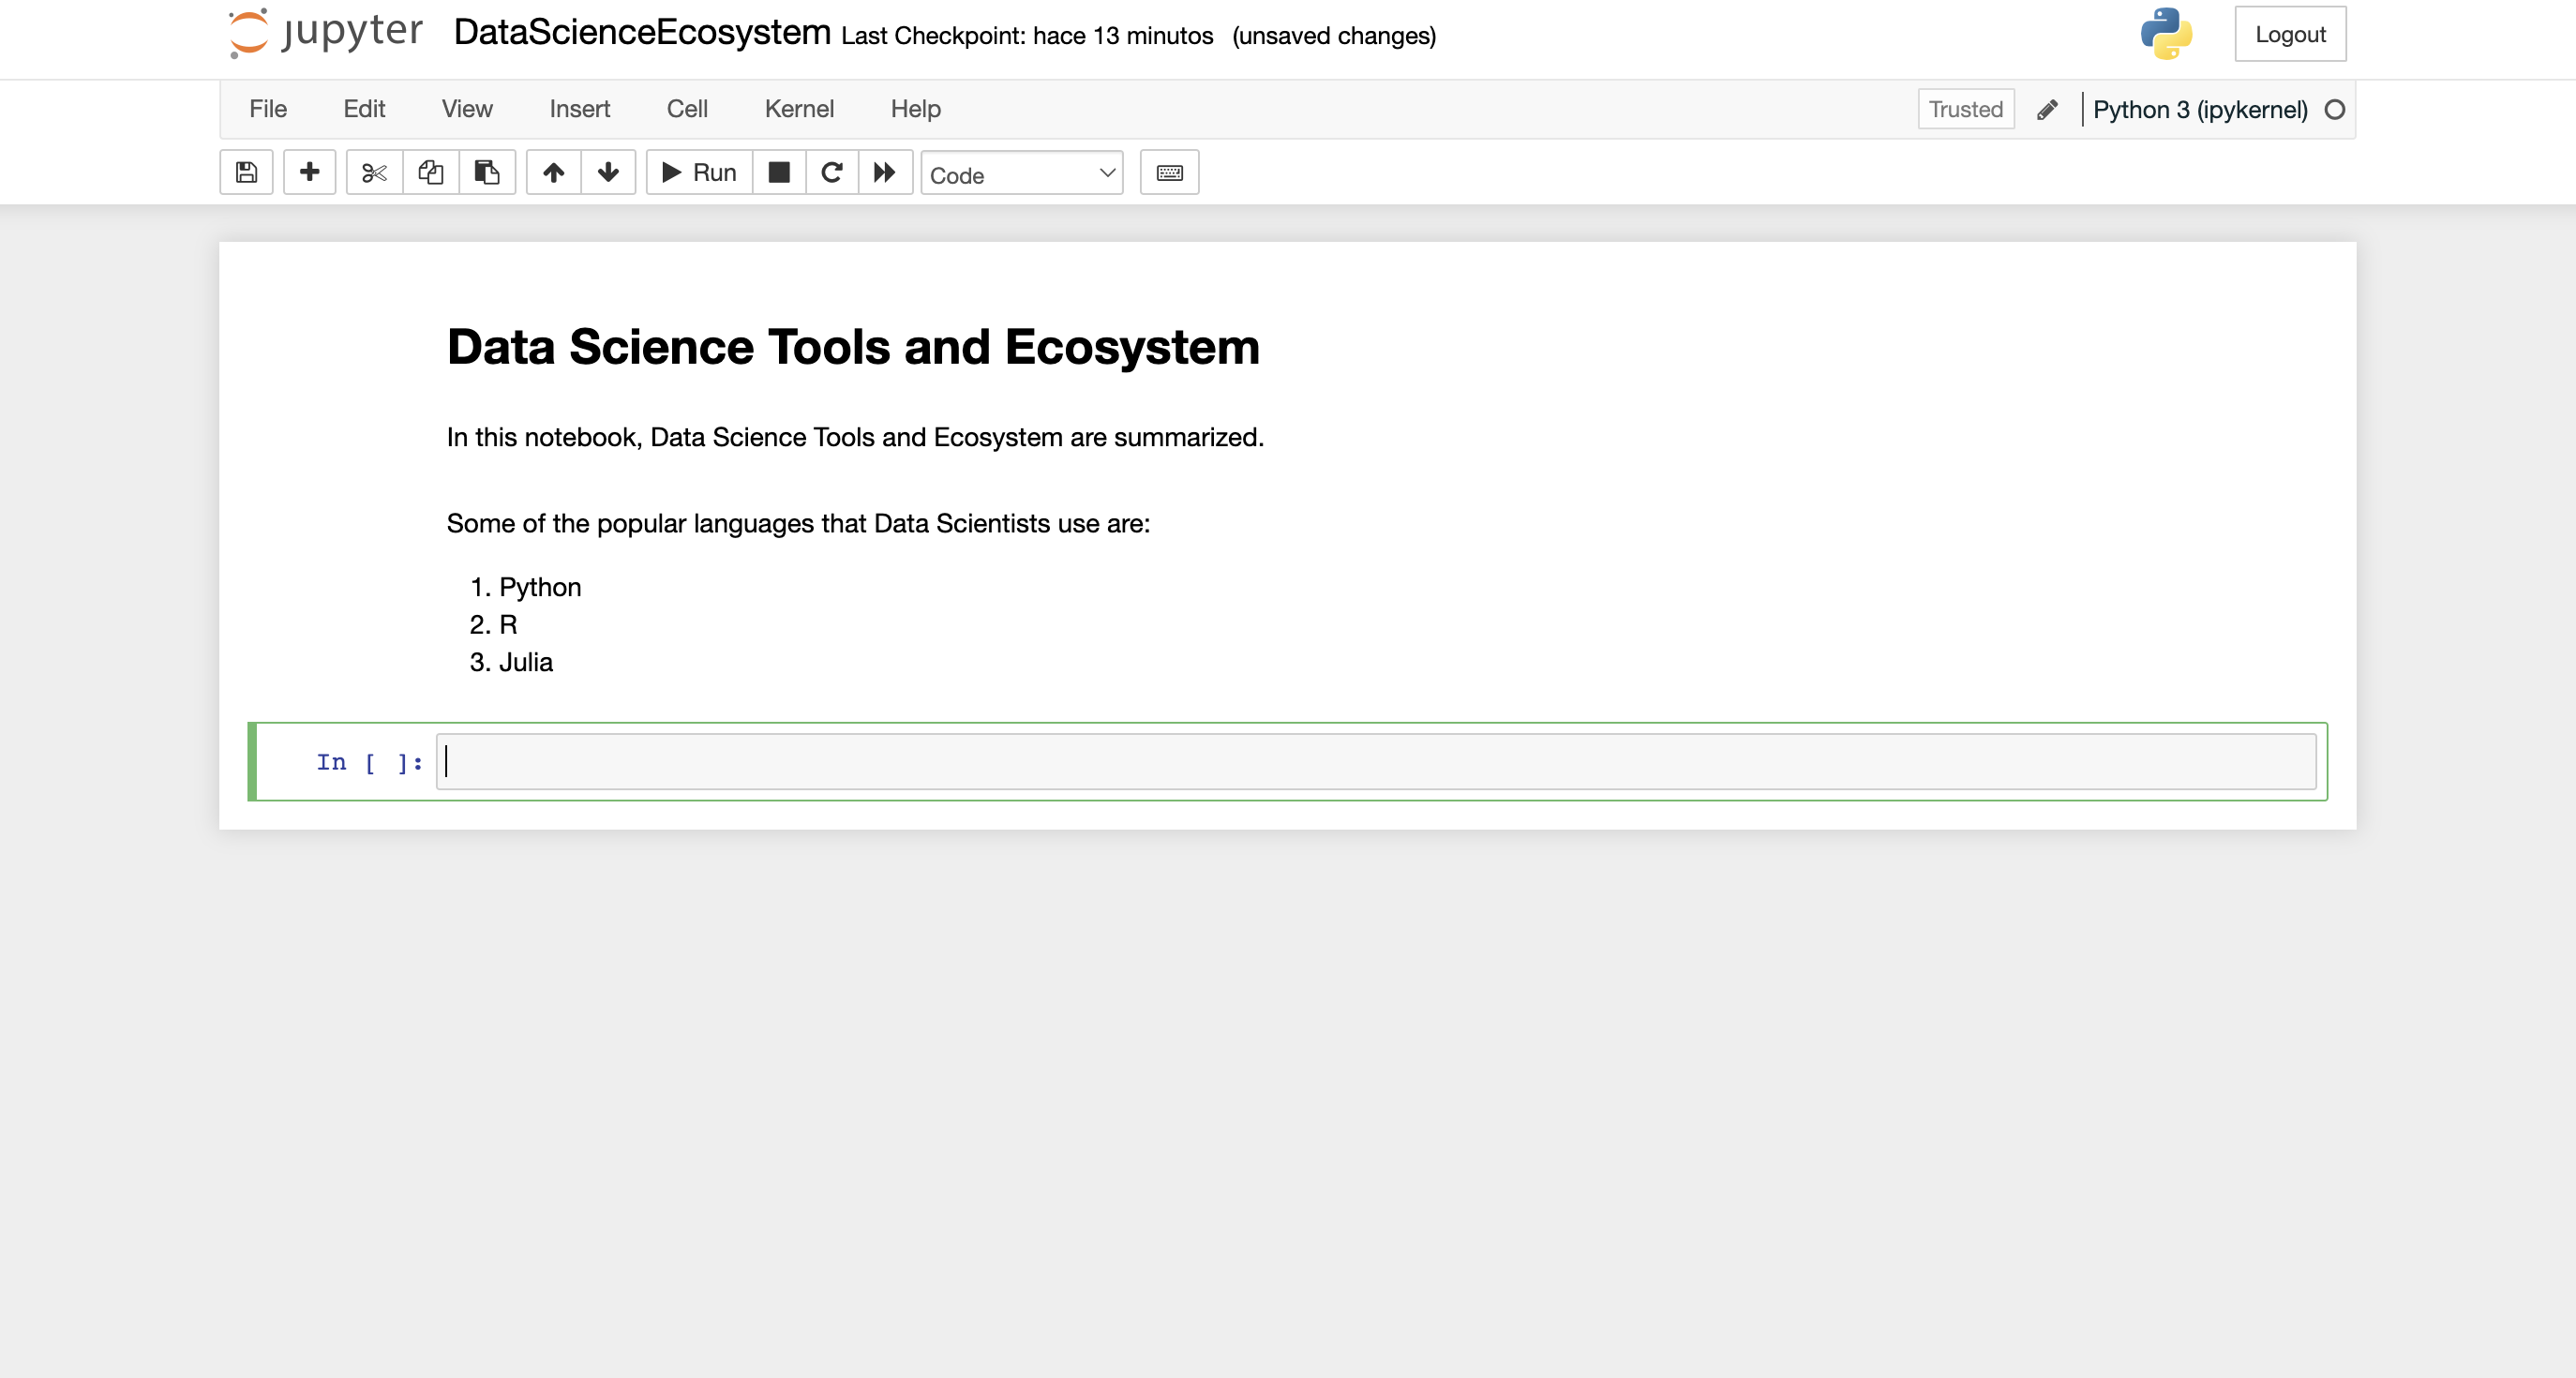 jupyter DataScienceEcosystem Last Checkpoint: hace 13 minutos (unsaved changes) Logout
File Edit View Insert Cell Kernel Help Trusted Python 3 (ipykernel)
Run Code
Data Science Tools and Ecosystem
In this notebook, Data Science Tools and Ecosystem are summarized.
Some of the popular languages that Data Scientists use are:
1. Python
2. R
3. Julia
In [ ]: